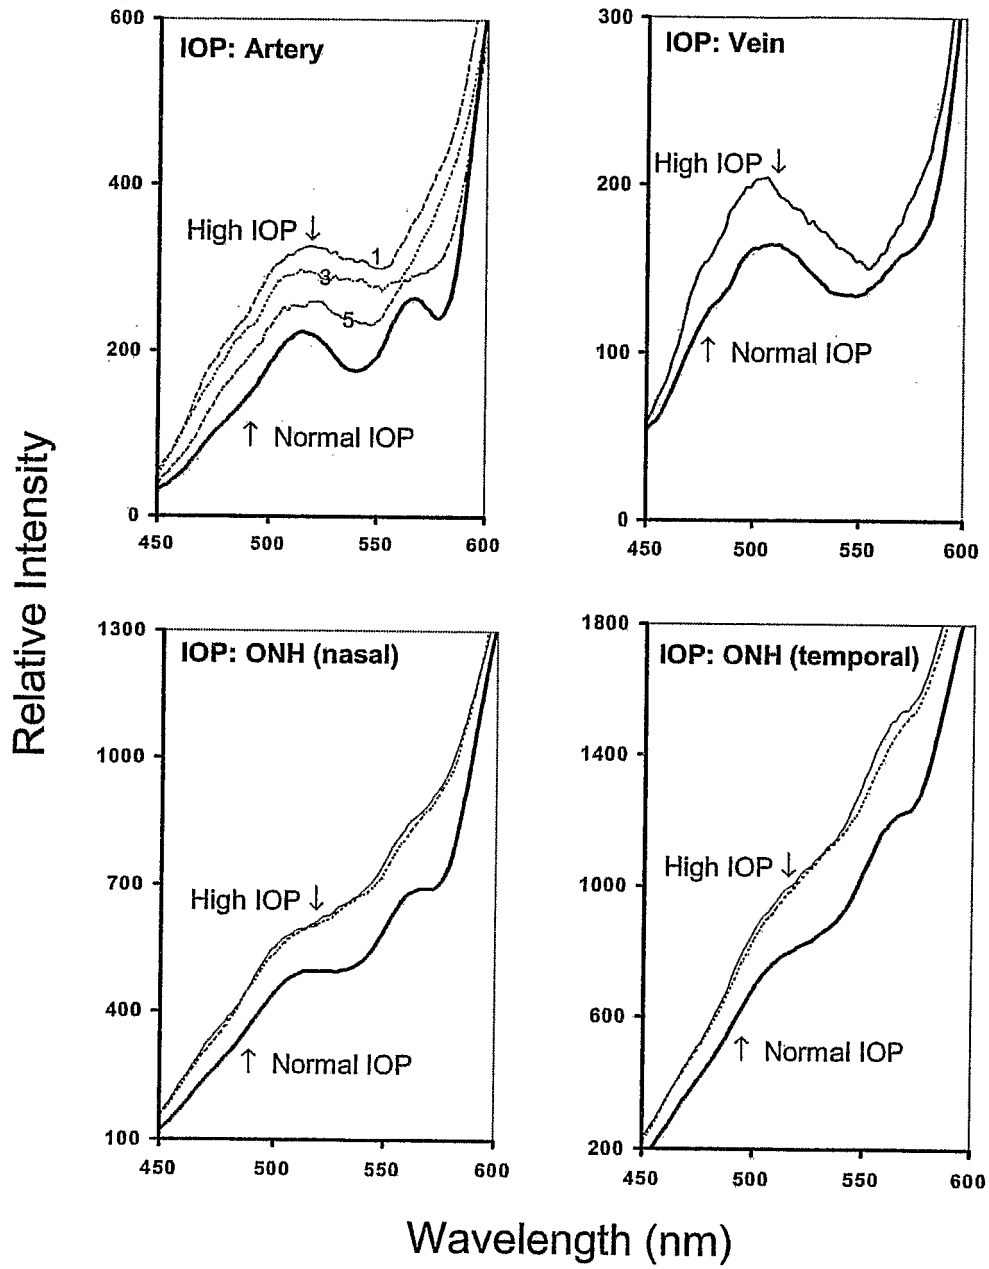 IOP: Artery
600
400
200
0
High IOP ↓
1
3
5
↑ Normal IOP
450 500 550 600
IOP: Vein
300
200
100
0
High IOP ↓
↑ Normal IOP
450 500 550 600
Relative Intensity
IOP: ONH (nasal)
1300
1000
700
400
100
High IOP ↓
↑ Normal IOP
450 500 550 600
IOP: ONH (temporal)
1800
1400
1000
600
200
High IOP ↓
↑ Normal IOP
450 500 550 600
Wavelength (nm)